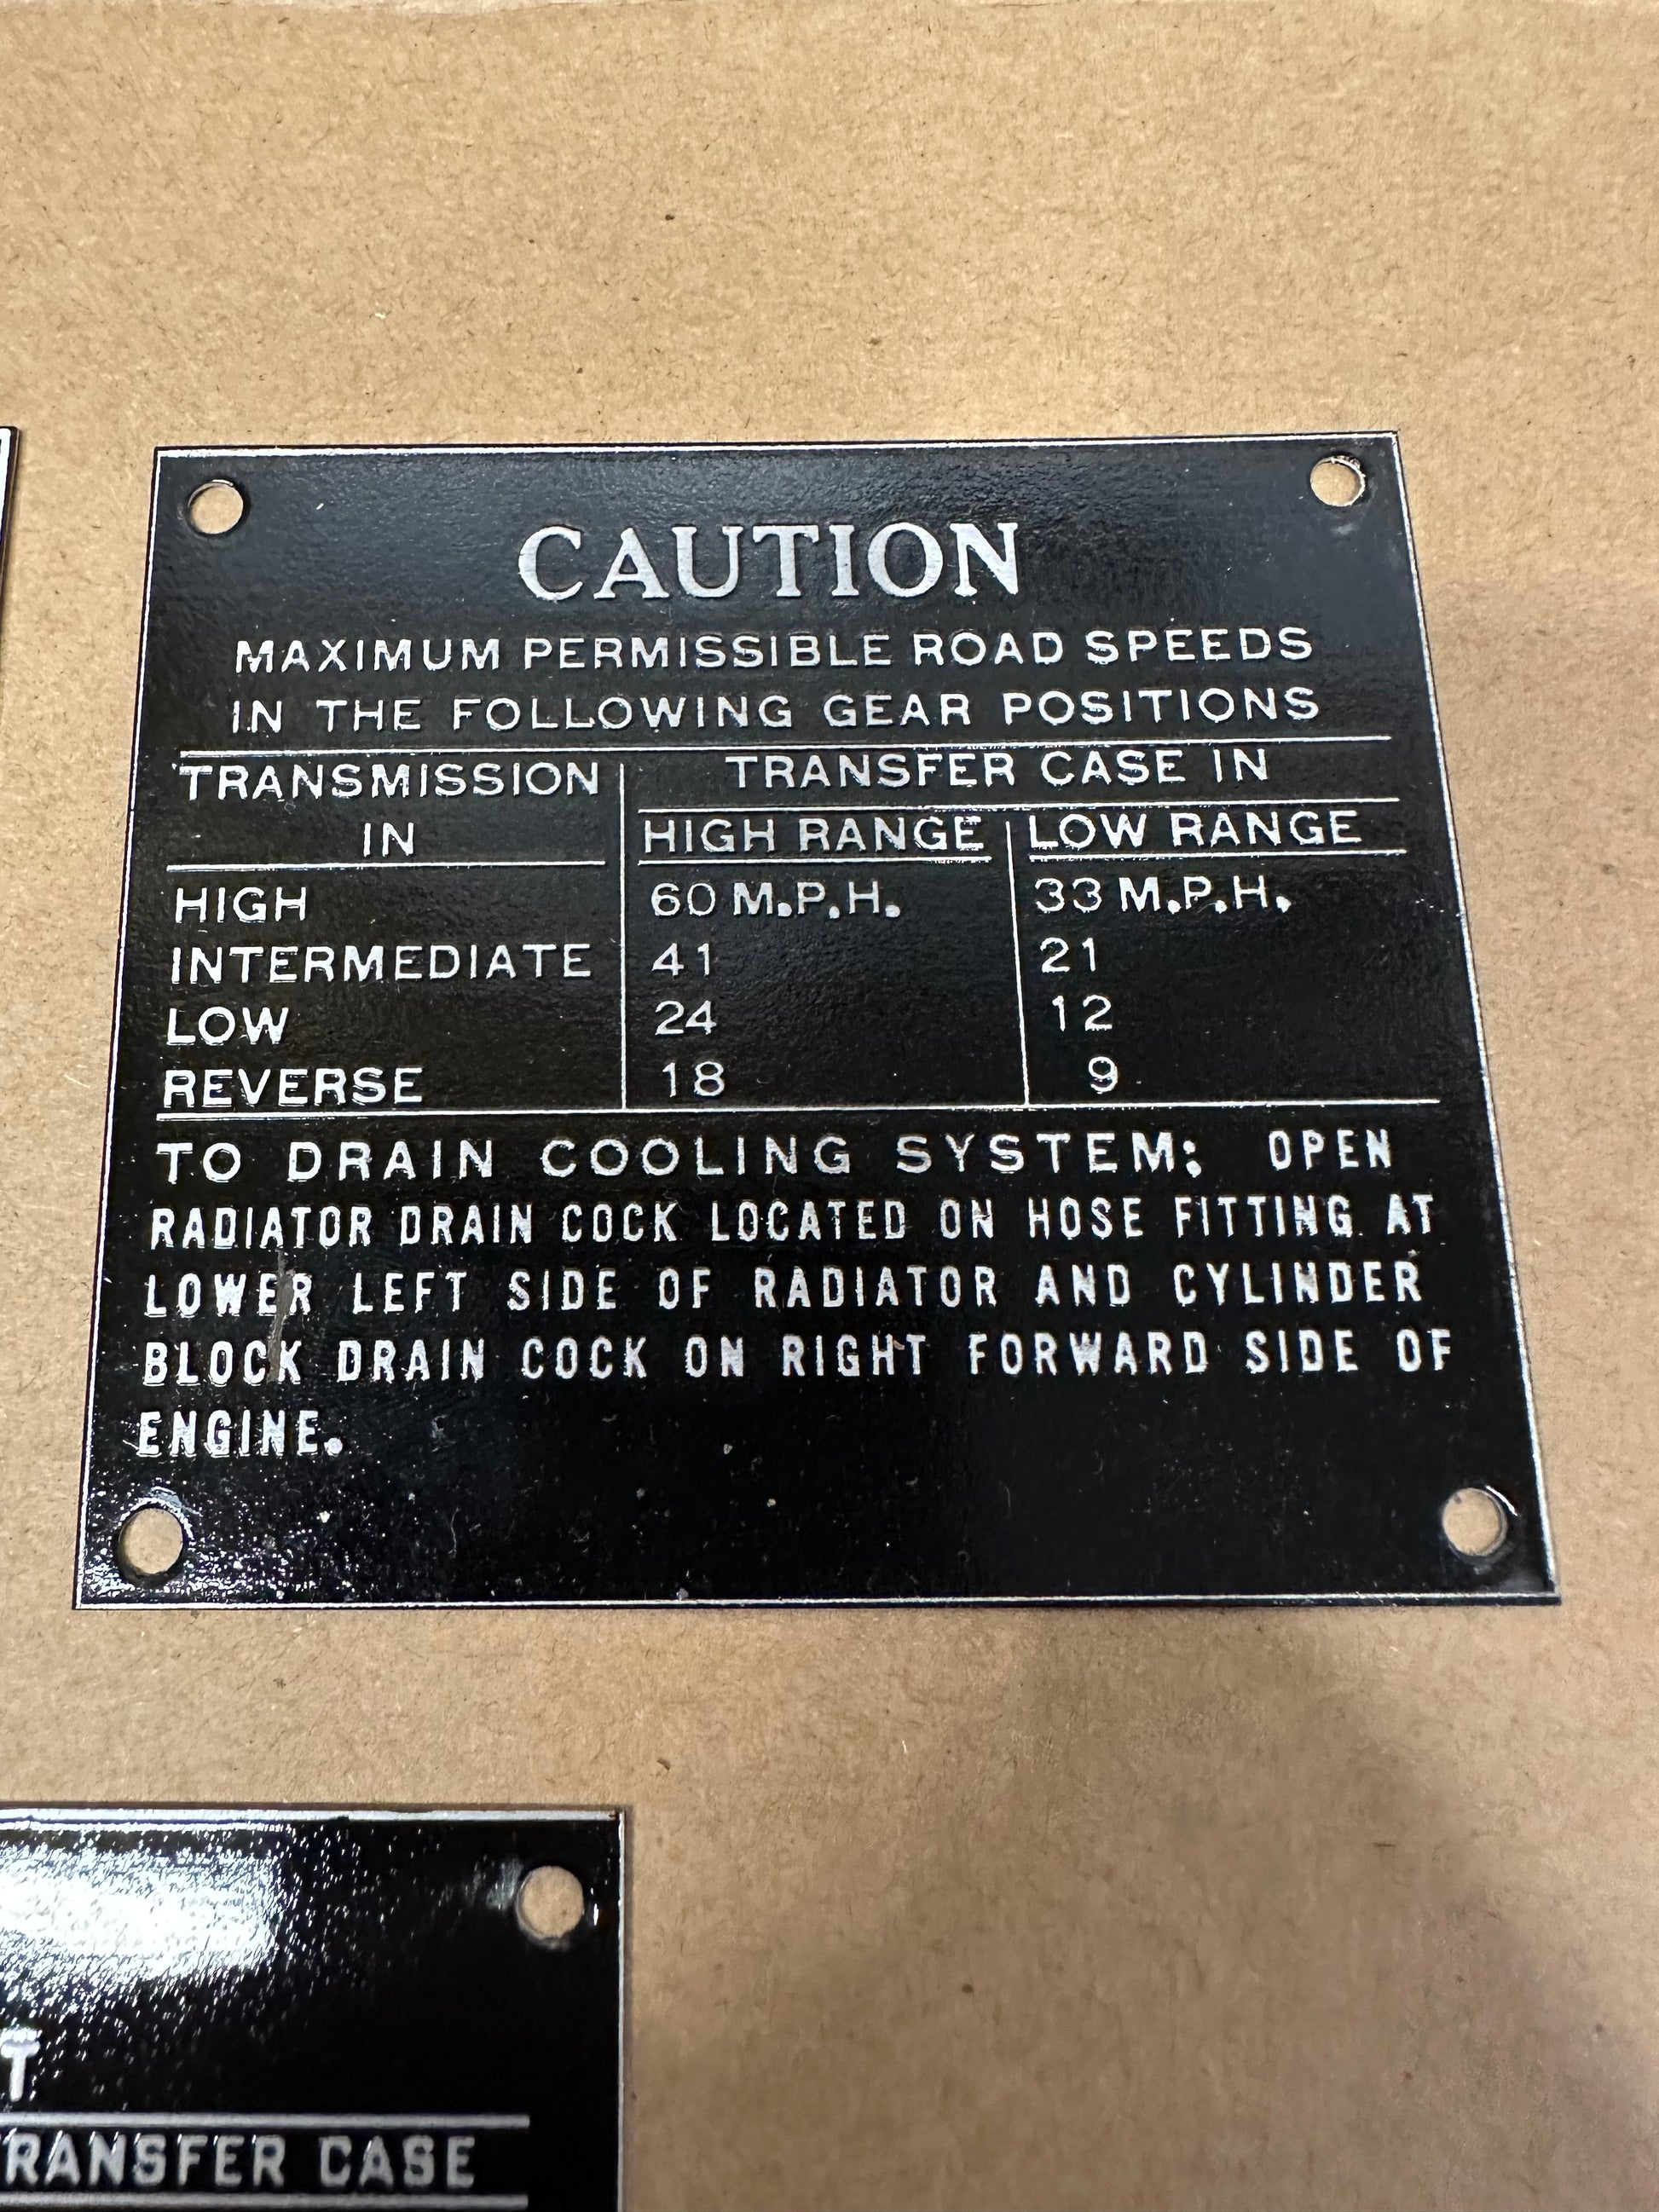 CAUTION
MAXIMUM PERMISSIBLE ROAD SPEEDS
IN THE FOLLOWING GEAR POSITIONS
TRANSMISSION
IN
TRANSFER CASE IN
HIGH RANGE LOW RANGE
HIGH 60 M.P.H. 33 M.P.H.
INTERMEDIATE 41 21
LOW 24 12
REVERSE 18 9
TO DRAIN COOLING SYSTEM: OPEN
RADIATOR DRAIN COCK LOCATED ON HOSE FITTING AT
LOWER LEFT SIDE OF RADIATOR AND CYLINDER
BLOCK DRAIN COCK ON RIGHT FORWARD SIDE OF
ENGINE.
T
RANSFER CASE